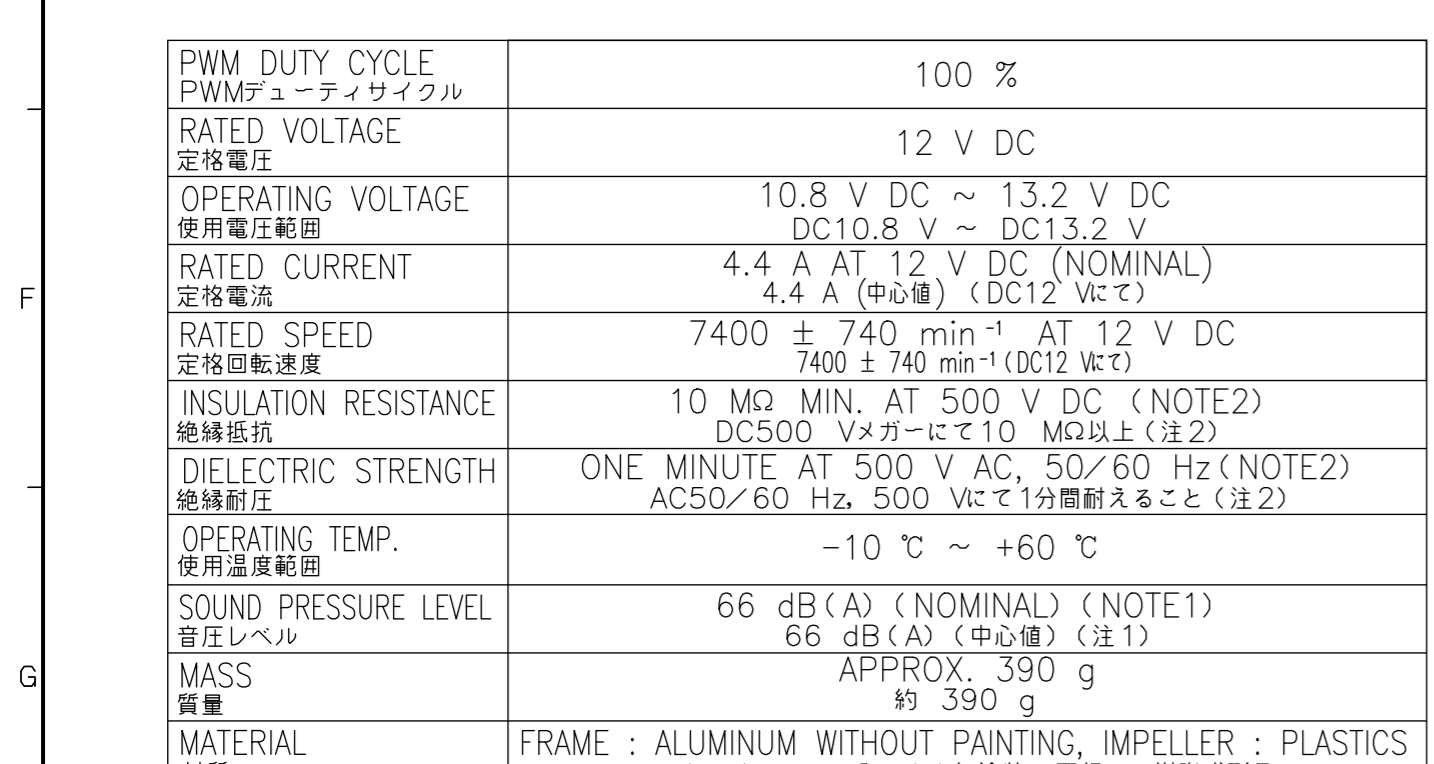 PWM DUTY CYCLE
PWMデューティサイクル
100 %
RATED VOLTAGE
定格電圧
12 V DC
OPERATING VOLTAGE
使用電圧範囲
10.8 V DC ~ 13.2 V DC
DC10.8 V ~ DC13.2 V
RATED CURRENT
定格電流
4.4 A AT 12 V DC (NOMINAL)
4.4 A (中心値) (DC12 Vにて)
F
RATED SPEED
定格回転速度
7400 ± 740 min⁻¹ AT 12 V DC
7400 ± 740 min⁻¹(DC12 Vにて)
INSULATION RESISTANCE
絶縁抵抗
10 MΩ MIN. AT 500 V DC (NOTE2)
DC500 Vメガーにて10 MΩ以上(注2)
DIELECTRIC STRENGTH
絶縁耐圧
ONE MINUTE AT 500 V AC, 50/60 Hz(NOTE2)
AC50/60 Hz, 500 Vにて1分間耐えること(注2)
OPERATING TEMP.
使用温度範囲
-10 ℃ ~ +60 ℃
SOUND PRESSURE LEVEL
音圧レベル
66 dB(A)(NOMINAL)(NOTE1)
66 dB(A)(中心値)(注1)
G
MASS
質量
APPROX. 390 g
約 390 g
MATERIAL
FRAME : ALUMINUM WITHOUT PAINTING, IMPELLER : PLASTICS